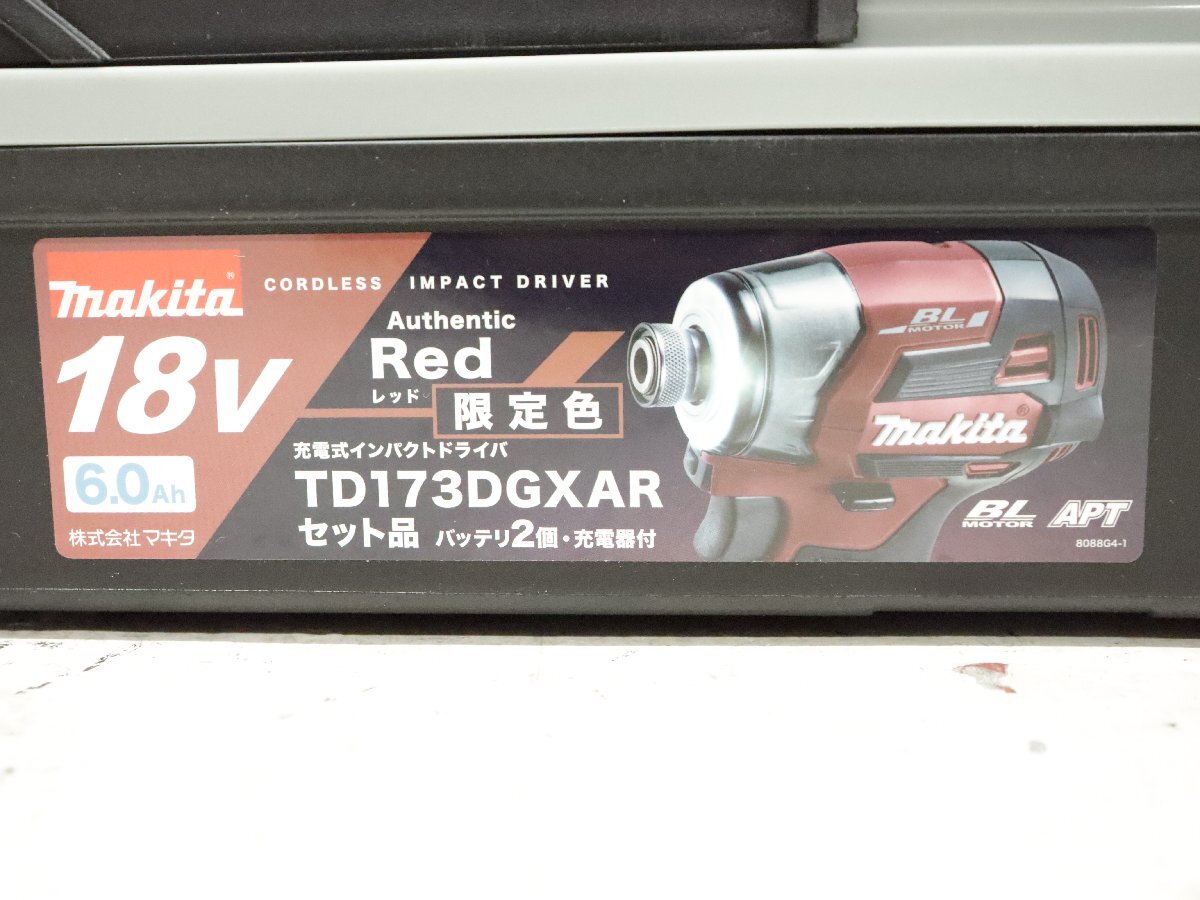 makita®
CORDLESS IMPACT DRIVER
18V
Authentic
Red
レッド
限定色
充電式インパクトドライバ
TD173DGXAR
6.0Ah
セット品 バッテリ2個・充電器付
株式会社マキタ
BL
MOTOR
makita®
BL
MOTOR
APT
8088G4-1